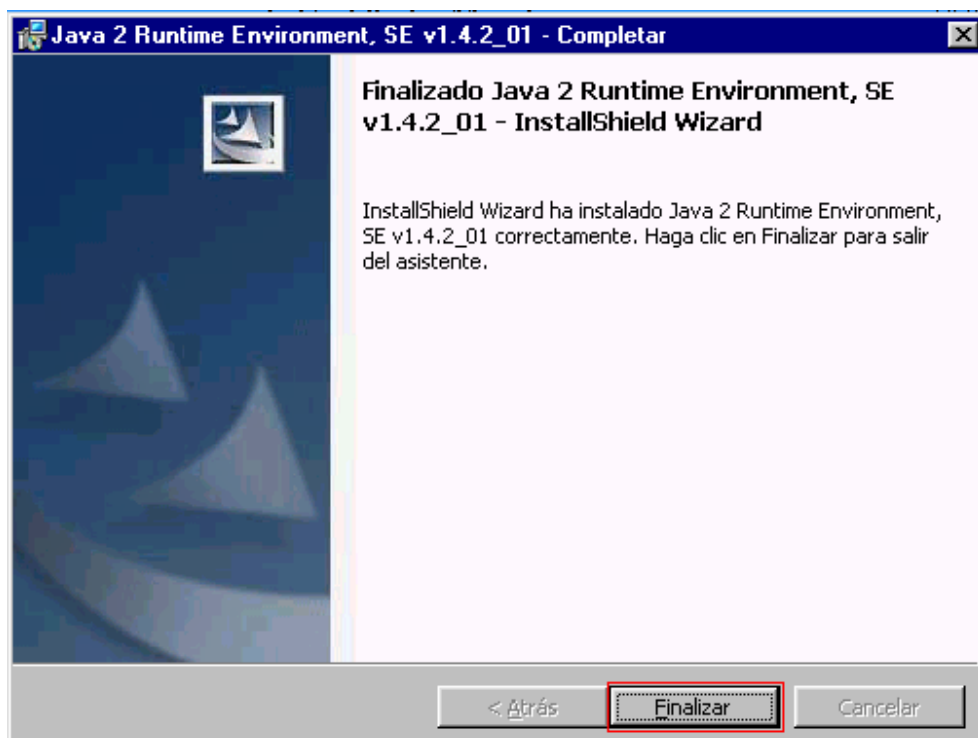 Java 2 Runtime Environment, SE v1.4.2_01 - Completar
Finalizado Java 2 Runtime Environment, SE
v1.4.2_01 - InstallShield Wizard
InstallShield Wizard ha instalado Java 2 Runtime Environment,
SE v1.4.2_01 correctamente. Haga clic en Finalizar para salir
del asistente.
< Atrás Finalizar Cancelar